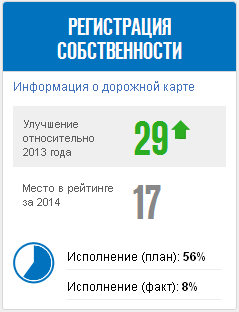 РЕГИСТРАЦИЯ
СОБСТВЕННОСТИ
Информация о дорожной карте
Улучшение
относительно
2013 года
29
Место в рейтинге
за 2014
17
Исполнение (план): 56%
Исполнение (факт): 8%